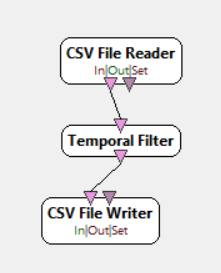 CSV File Reader
In|Out|Set
Temporal Filter
CSV File Writer
In|Out|Set